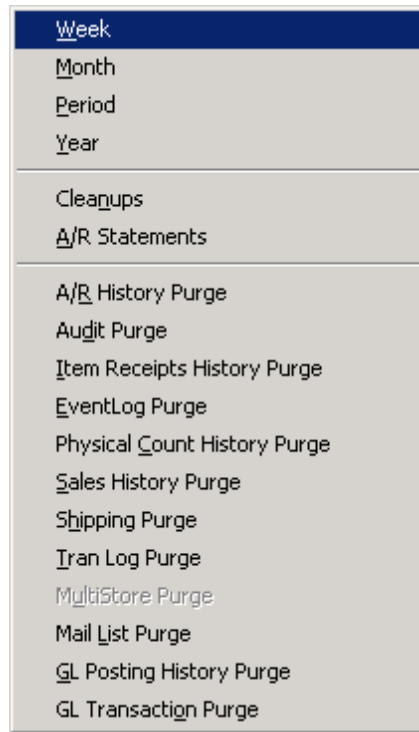 Week
Month
Period
Year
Cleanups
A/R Statements
A/R History Purge
Audit Purge
Item Receipts History Purge
EventLog Purge
Physical Count History Purge
Sales History Purge
Shipping Purge
Tran Log Purge
MultiStore Purge
Mail List Purge
GL Posting History Purge
GL Transaction Purge